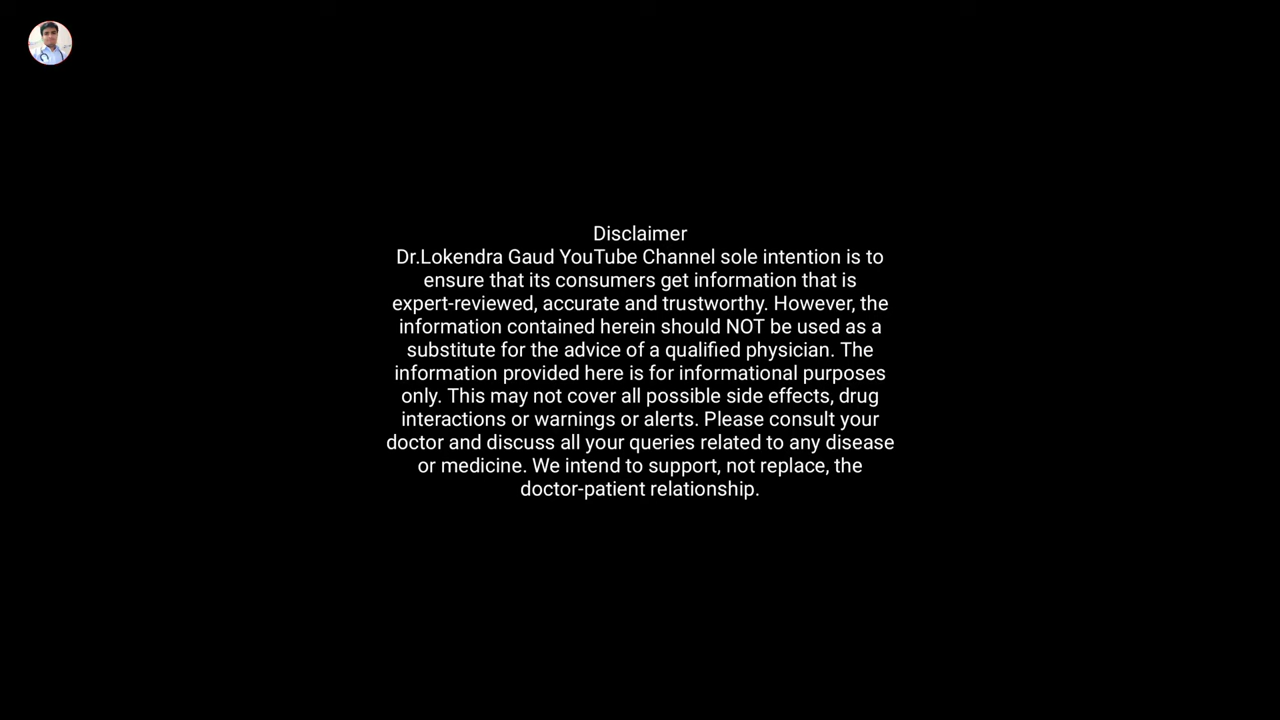 Disclaimer
Dr.Lokendra Gaud YouTube Channel sole intention is to
ensure that its consumers get information that is
expert-reviewed, accurate and trustworthy. However, the
information contained herein should NOT be used as a
substitute for the advice of a qualified physician. The
information provided here is for informational purposes
only. This may not cover all possible side effects, drug
interactions or warnings or alerts. Please consult your
doctor and discuss all your queries related to any disease
or medicine. We intend to support, not replace, the
doctor-patient relationship.